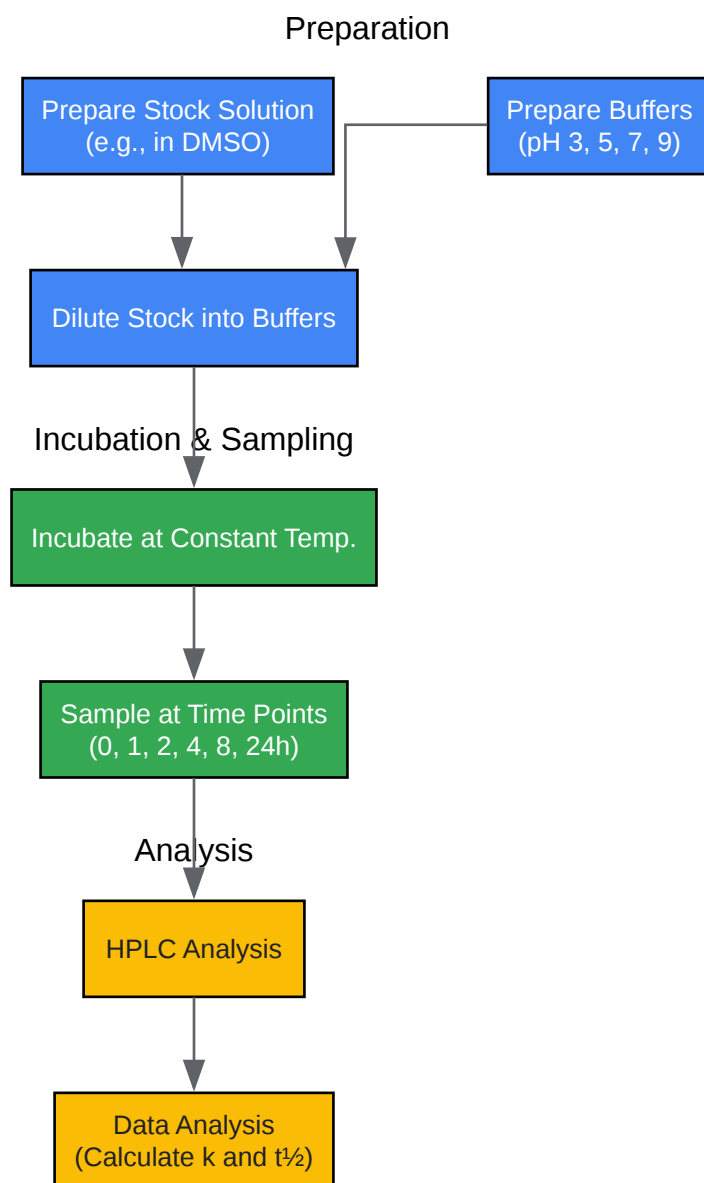 Preparation
Prepare Stock Solution
(e.g., in DMSO)
Prepare Buffers
(pH 3, 5, 7, 9)
Dilute Stock into Buffers
Incubation & Sampling
Incubate at Constant Temp.
Sample at Time Points
(0, 1, 2, 4, 8, 24h)
Analysis
HPLC Analysis
Data Analysis
(Calculate k and t½)